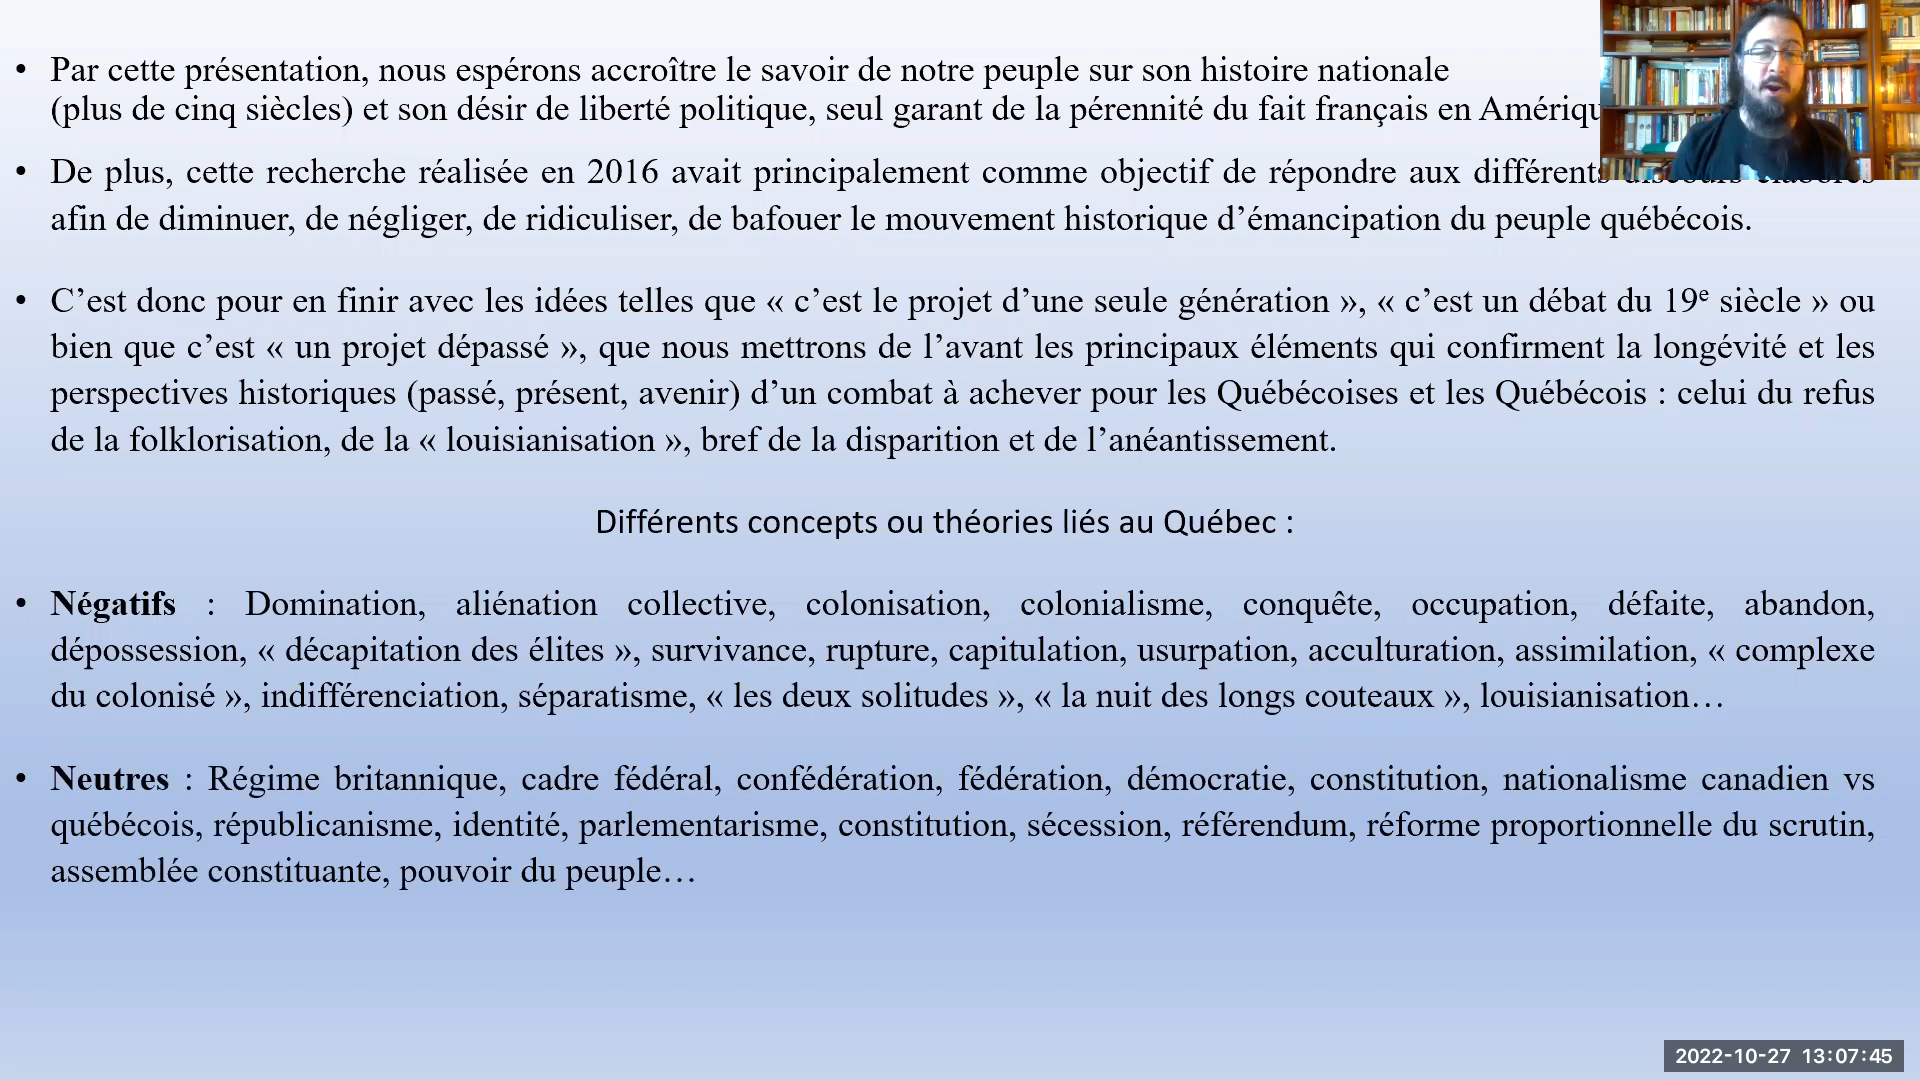 • Par cette présentation, nous espérons accroître le savoir de notre peuple sur son histoire nationale
(plus de cinq siècles) et son désir de liberté politique, seul garant de la pérennité du fait français en Amériqu
• De plus, cette recherche réalisée en 2016 avait principalement comme objectif de répondre aux différents
afin de diminuer, de négliger, de ridiculiser, de bafouer le mouvement historique d’émancipation du peuple québécois.
• C’est donc pour en finir avec les idées telles que « c’est le projet d’une seule génération », « c’est un débat du 19ᵉ siècle » ou
bien que c’est « un projet dépassé », que nous mettrons de l’avant les principaux éléments qui confirment la longévité et les
perspectives historiques (passé, présent, avenir) d’un combat à achever pour les Québécoises et les Québécois : celui du refus
de la folklorisation, de la « louisianisation », bref de la disparition et de l’anéantissement.
Différents concepts ou théories liés au Québec :
• Négatifs : Domination, aliénation collective, colonisation, colonialisme, conquête, occupation, défaite, abandon,
dépossession, « décapitation des élites », survivance, rupture, capitulation, usurpation, acculturation, assimilation, « complexe
du colonisé », indifférenciation, séparatisme, « les deux solitudes », « la nuit des longs couteaux », louisianisation…
• Neutres : Régime britannique, cadre fédéral, confédération, fédération, démocratie, constitution, nationalisme canadien vs
québécois, républicanisme, identité, parlementarisme, constitution, sécession, référendum, réforme proportionnelle du scrutin,
assemblée constituante, pouvoir du peuple…
2022-10-27 13:07:45